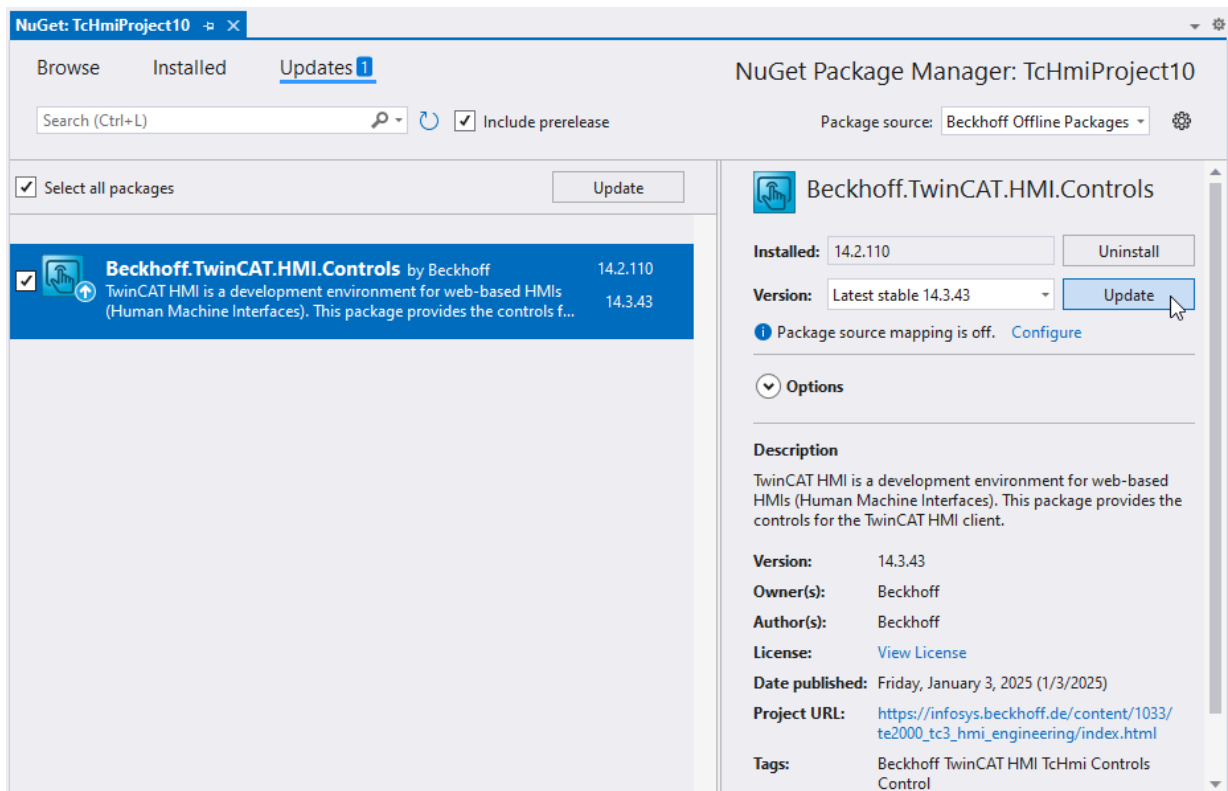 NuGet: TcHmiProject10
Browse Installed Updates 1
NuGet Package Manager: TcHmiProject10
Search (Ctrl+L)
Include prerelease
Package source: Beckhoff Offline Packages
Select all packages
Update
Beckhoff.TwinCAT.HMI.Controls by Beckhoff
14.2.110
TwinCAT HMI is a development environment for web-based HMIs
(Human Machine Interfaces). This package provides the controls f...
14.3.43
Beckhoff.TwinCAT.HMI.Controls
Installed: 14.2.110 Uninstall
Version: Latest stable 14.3.43 Update
Package source mapping is off. Configure
Options
Description
TwinCAT HMI is a development environment for web-based
HMIs (Human Machine Interfaces). This package provides the
controls for the TwinCAT HMI client.
Version: 14.3.43
Owner(s): Beckhoff
Author(s): Beckhoff
License: View License
Date published: Friday, January 3, 2025 (1/3/2025)
Project URL: https://infosys.beckhoff.de/content/1033/
te2000_tc3_hmi_engineering/index.html
Tags: Beckhoff TwinCAT HMI TcHmi Controls
Control